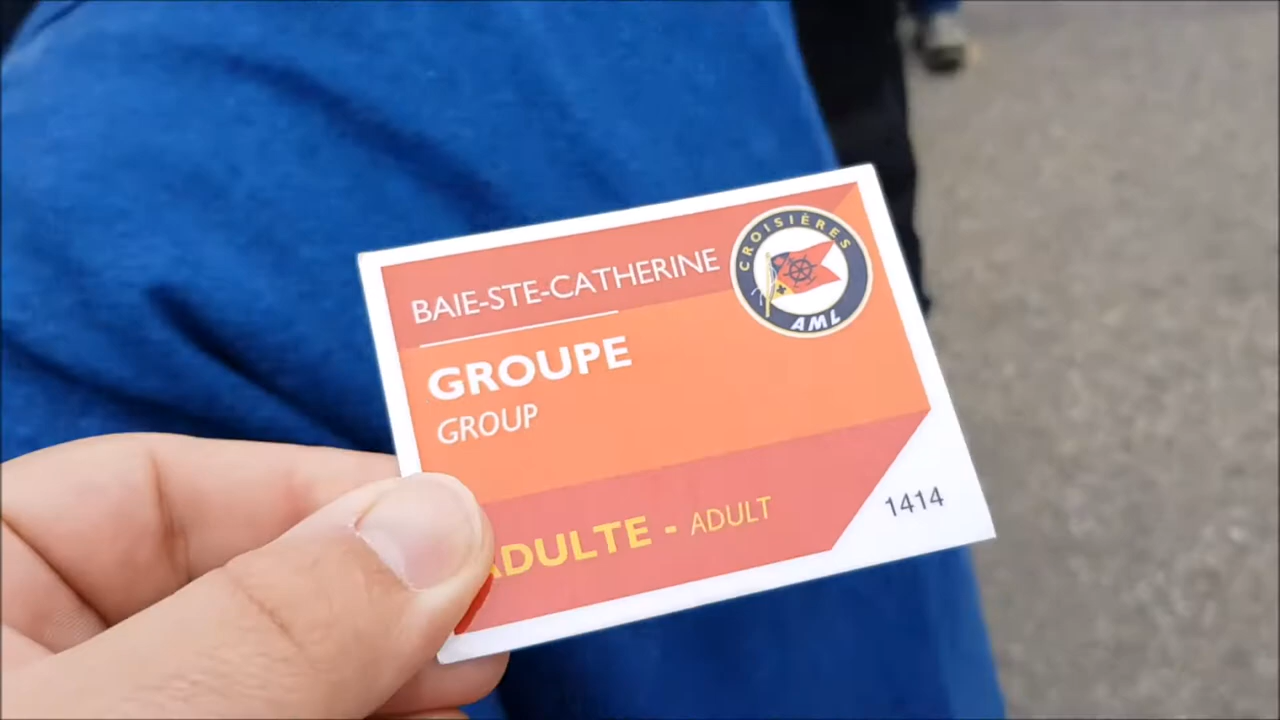 BAIE-STE-CATHERINE
CROISIÈRES
AML
GROUPE
GROUP
ADULTE - ADULT
1414